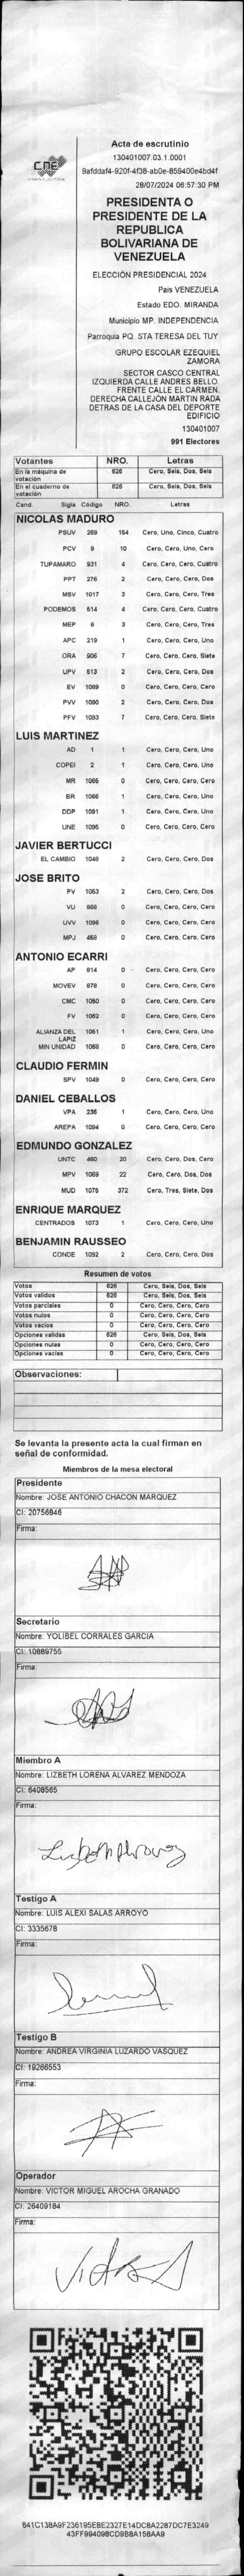 CNE
Acta de escrutinio
130401007.03.1.0001
9afddaf4-920f-4f38-ab0e-859400e4bd4f
28/07/2024 08:57:30 PM
PRESIDENTA O
PRESIDENTE DE LA
REPUBLICA
BOLIVARIANA DE
VENEZUELA
ELECCIÓN PRESIDENCIAL 2024
Pais VENEZUELA
Estado EDO. MIRANDA
Municipio MP. INDEPENDENCIA
Parroquia PQ. STA TERESA DEL TUY
GRUPO ESCOLAR EZEQUIEL
ZAMORA
SECTOR CASCO CENTRAL
IZQUIERDA CALLE ANDRES BELLO.
FRENTE CALLE EL CARMEN.
DERECHA CALLEJÓN MARTIN RADA
DETRAS DE LA CASA DEL DEPORTE
EDIFICIO
130401007
991 Electores
Votantes NRO. Letras
En la máquina de votación 626 Cero, Seis, Dos, Seis
En el cuaderno de votación 626 Cero, Seis, Dos, Seis
Cand. Sigla Código NRO. Letras
NICOLAS MADURO
PSUV 269 154 Cero, Uno, Cinco, Cuatro
PCV 9 10 Cero, Cero, Uno, Cero
TUPAMARO 931 4 Cero, Cero, Cero, Cuatro
PPT 276 2 Cero, Cero, Cero, Dos
MSV 1017 3 Cero, Cero, Cero, Tres
PODEMOS 514 4 Cero, Cero, Cero, Cuatro
MEP 6 3 Cero, Cero, Cero, Tres
APC 219 1 Cero, Cero, Cero, Uno
ORA 906 7 Cero, Cero, Cero, Siete
UPV 513 2 Cero, Cero, Cero, Dos
EV 1089 0 Cero, Cero, Cero, Cero
PVV 1090 2 Cero, Cero, Cero, Dos
PFV 1093 7 Cero, Cero, Cero, Siete
LUIS MARTINEZ
AD 1 1 Cero, Cero, Cero, Uno
COPEI 2 1 Cero, Cero, Cero, Uno
MR 1065 0 Cero, Cero, Cero, Cero
BR 1066 1 Cero, Cero, Cero, Uno
DDP 1091 1 Cero, Cero, Cero, Uno
UNE 1095 0 Cero, Cero, Cero, Cero
JAVIER BERTUCCI
EL CAMBIO 1048 2 Cero, Cero, Cero, Dos
JOSE BRITO
PV 1053 2 Cero, Cero, Cero, Dos
VU 968 0 Cero, Cero, Cero, Cero
UVV 1096 0 Cero, Cero, Cero, Cero
MPJ 458 0 Cero, Cero, Cero, Cero
ANTONIO ECARRI
AP 814 0 Cero, Cero, Cero, Cero
MOVEV 978 0 Cero, Cero, Cero, Cero
CMC 1050 0 Cero, Cero, Cero, Cero
FV 1062 0 Cero, Cero, Cero, Cero
ALIANZA DEL LAPIZ 1051 1 Cero, Cero, Cero, Uno
MIN UNIDAD 1068 0 Cero, Cero, Cero, Cero
CLAUDIO FERMIN
SPV 1049 0 Cero, Cero, Cero, Cero
DANIEL CEBALLOS
VPA 236 1 Cero, Cero, Cero, Uno
AREPA 1094 0 Cero, Cero, Cero, Cero
EDMUNDO GONZALEZ
UNTC 460 20 Cero, Cero, Dos, Cero
MPV 1069 22 Cero, Cero, Dos, Dos
MUD 1075 372 Cero, Tres, Siete, Dos
ENRIQUE MARQUEZ
CENTRADOS 1073 1 Cero, Cero, Cero, Uno
BENJAMIN RAUSSEO
CONDE 1092 2 Cero, Cero, Cero, Dos
Resumen de votos
Votos 626 Cero, Seis, Dos, Seis
Votos validos 626 Cero, Seis, Dos, Seis
Votos parciales 0 Cero, Cero, Cero, Cero
Votos nulos 0 Cero, Cero, Cero, Cero
Votos vacios 0 Cero, Cero, Cero, Cero
Opciones validas 626 Cero, Seis, Dos, Seis
Opciones nulas 0 Cero, Cero, Cero, Cero
Opciones vacias 0 Cero, Cero, Cero, Cero
Observaciones:
Se levanta la presente acta la cual firman en
señal de conformidad.
Miembros de la mesa electoral
Presidente
Nombre: JOSE ANTONIO CHACON MARQUEZ
CI: 20756846
Firma:
Secretario
Nombre: YOLIBEL CORRALES GARCIA
CI: 10889755
Firma:
Miembro A
Nombre: LIZBETH LORENA ALVAREZ MENDOZA
CI: 6408565
Firma:
Testigo A
Nombre: LUIS ALEXI SALAS ARROYO
CI: 3335678
Firma:
Testigo B
Nombre: ANDREA VIRGINIA LUZARDO VASQUEZ
CI: 19266553
Firma:
Operador
Nombre: VICTOR MIGUEL AROCHA GRANADO
CI: 26409184
Firma:
841C13BA9F236195EBE2327E14DC8A2287DC7E3249
43FF994098CD9B8A158AA9